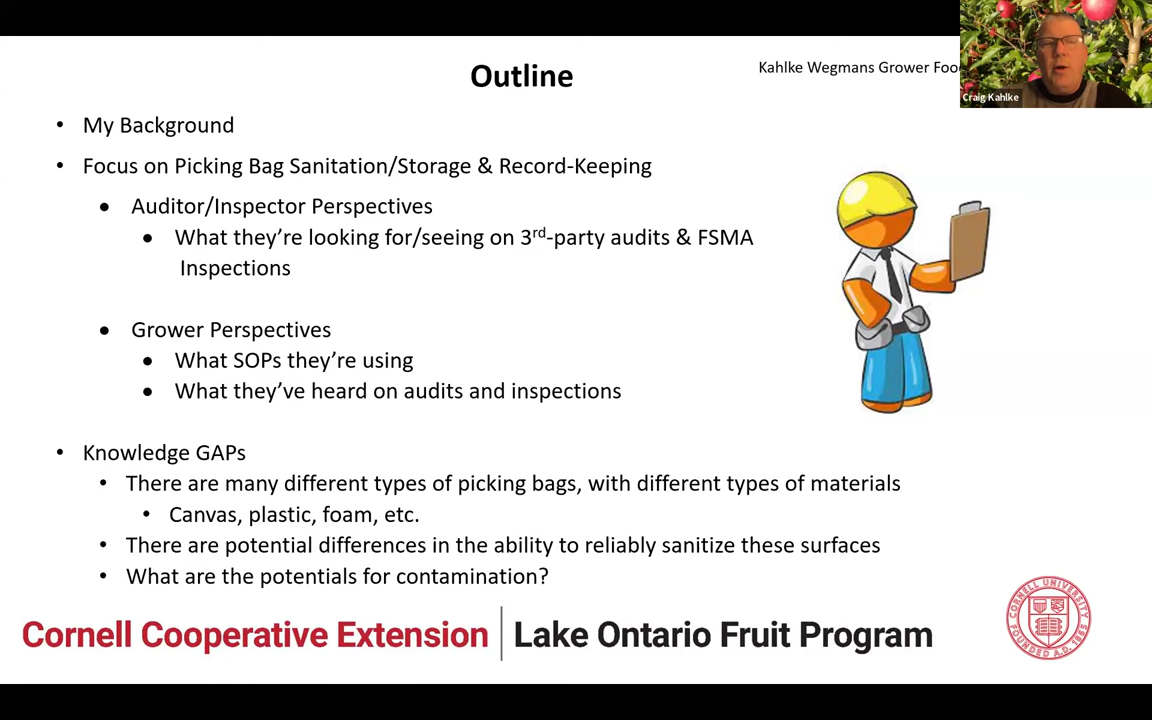 Outline
Kahlke Wegmans Grower Foo
Craig Kahlke
• My Background
• Focus on Picking Bag Sanitation/Storage & Record-Keeping
• Auditor/Inspector Perspectives
• What they're looking for/seeing on 3rd-party audits & FSMA
Inspections
• Grower Perspectives
• What SOPs they're using
• What they've heard on audits and inspections
• Knowledge GAPs
• There are many different types of picking bags, with different types of materials
• Canvas, plastic, foam, etc.
• There are potential differences in the ability to reliably sanitize these surfaces
• What are the potentials for contamination?
Cornell Cooperative Extension | Lake Ontario Fruit Program
CORNELL UNIVERSITY
FOUNDED A.D. 1865